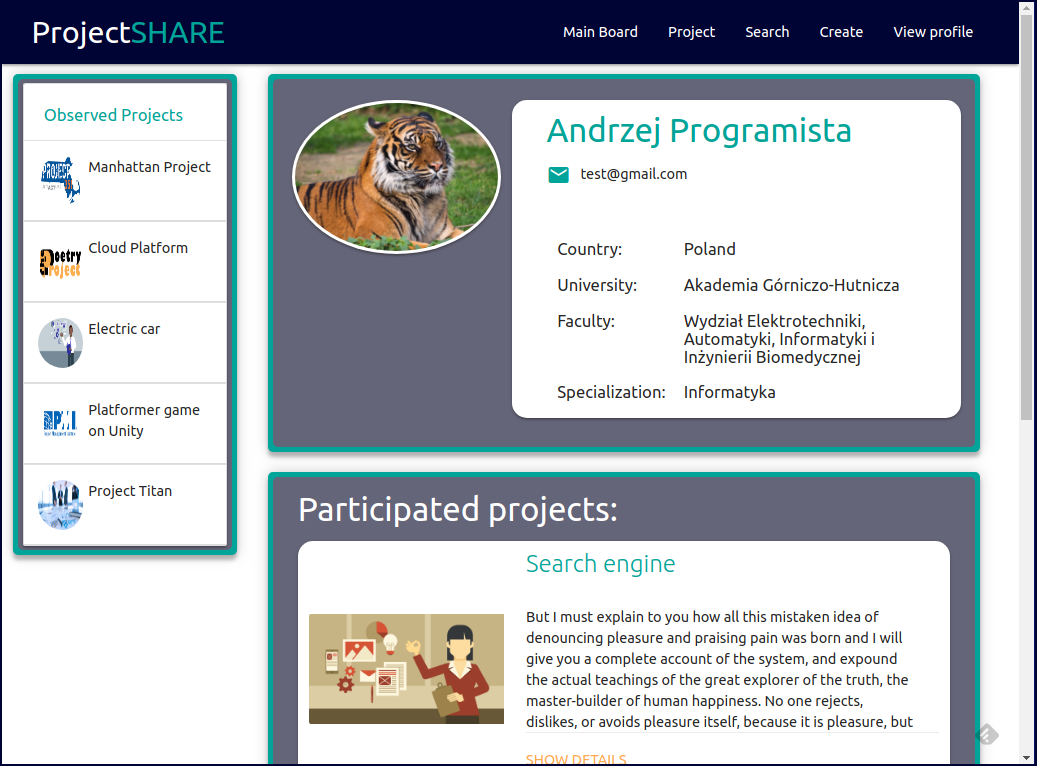 ProjectSHARE
Main Board
Project
Search
Create
View profile
Observed Projects
Manhattan Project
Cloud Platform
Electric car
Platformer game
on Unity
Project Titan
PROJECT
Poetry
Project
PMI
Andrzej Programista
test@gmail.com
Country: Poland
University: Akademia Górniczo-Hutnicza
Faculty: Wydział Elektrotechniki,
Automatyki, Informatyki i
Inżynierii Biomedycznej
Specialization: Informatyka
Participated projects:
Search engine
But I must explain to you how all this mistaken idea of
denouncing pleasure and praising pain was born and I will
give you a complete account of the system, and expound
the actual teachings of the great explorer of the truth, the
master-builder of human happiness. No one rejects,
dislikes, or avoids pleasure itself, because it is pleasure, but
SHOW DETAILS